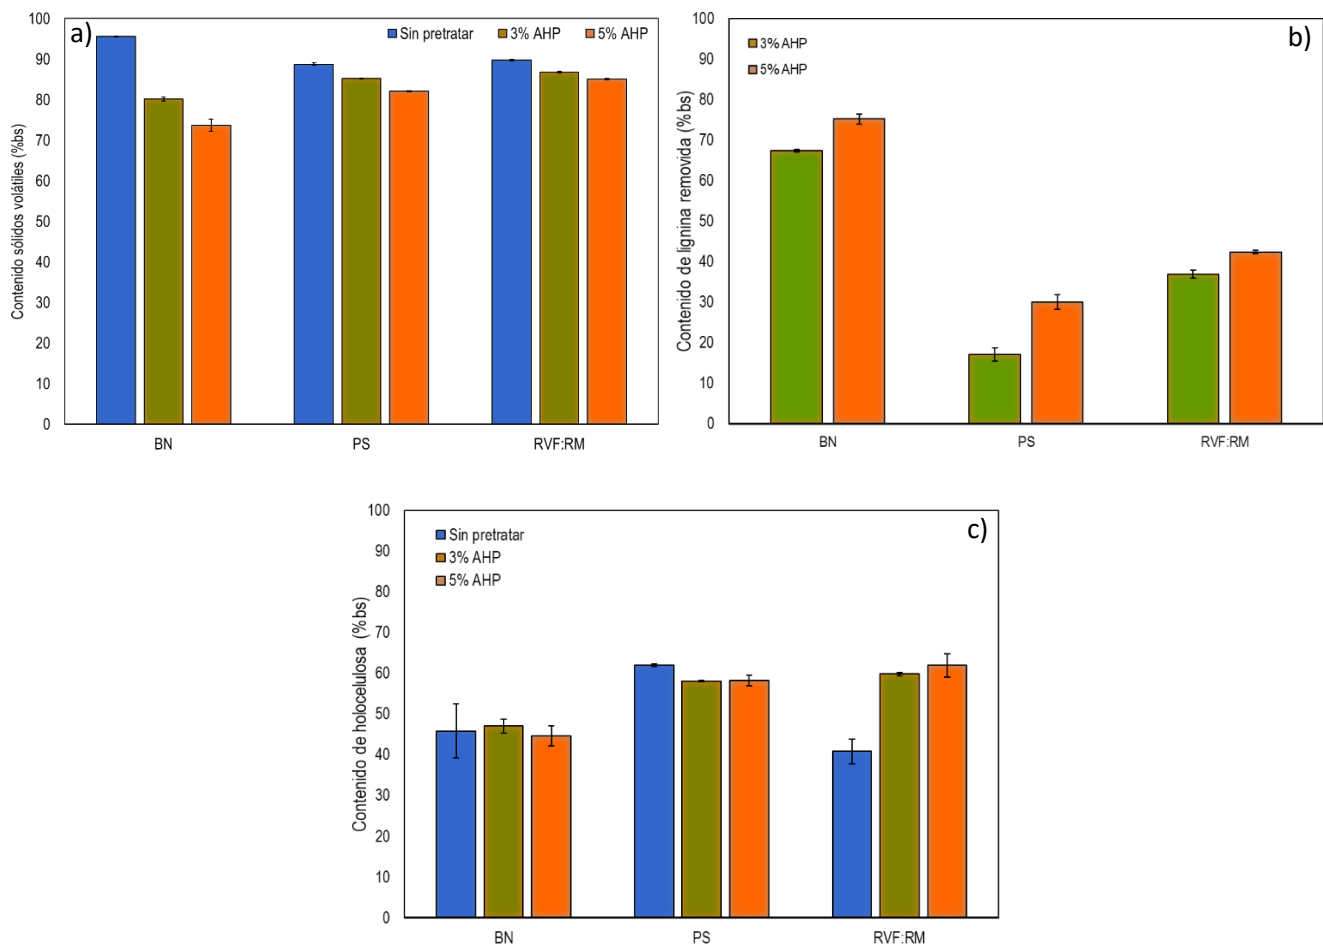 a)
Sin pretratar 3% AHP 5% AHP
Contenido sólidos volátiles (%bs)
100
90
80
70
60
50
40
30
20
10
0
BN PS RVF:RM
b)
3% AHP
5% AHP
Contenido de lignina removida (%bs)
100
90
80
70
60
50
40
30
20
10
0
BN PS RVF:RM
c)
Sin pretratar
3% AHP
5% AHP
Contenido de holocelulosa (%bs)
100
90
80
70
60
50
40
30
20
10
0
BN PS RVF:RM